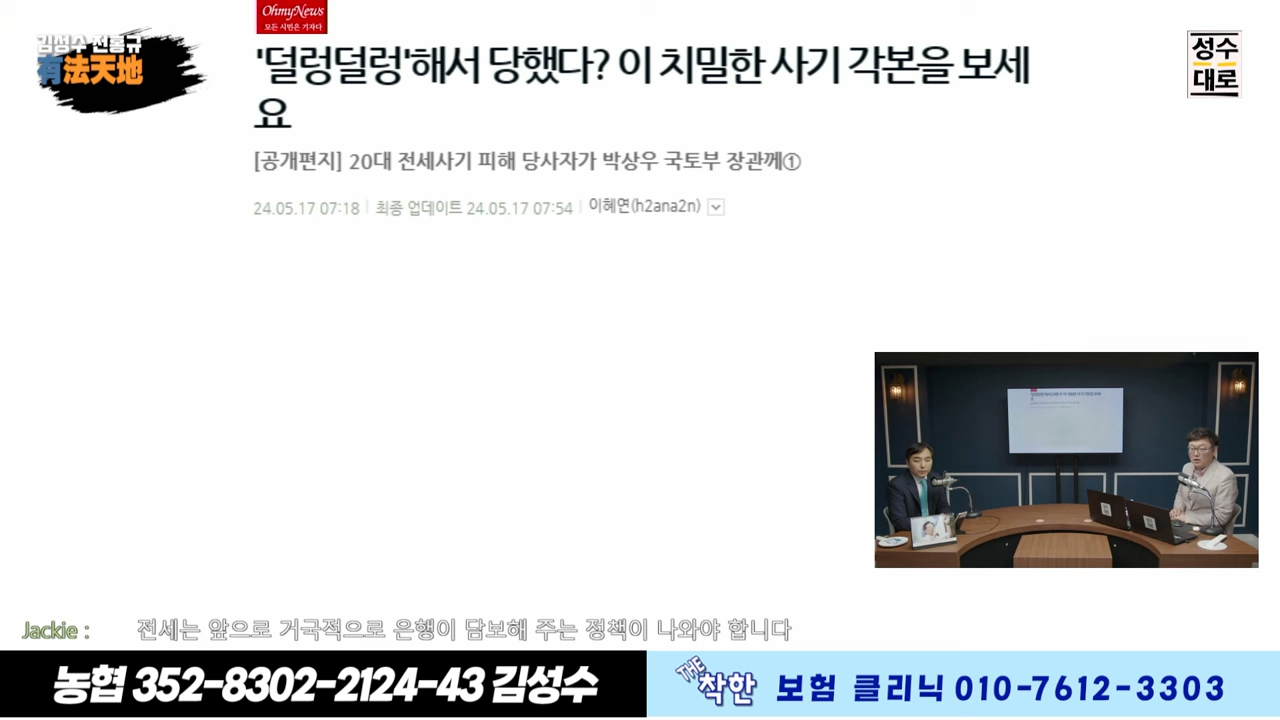 OhmyNews
모든 시민은 기자다
김성수 전홍규
有法天地
성수
대로
'덜렁덜렁'해서 당했다? 이 치밀한 사기 각본을 보세
요
[공개편지] 20대 전세사기 피해 당사자가 박상우 국토부 장관께①
24.05.17 07:18 최종 업데이트 24.05.17 07:54 이혜연(h2ana2n)
Jackie : 전세는 앞으로 거국적으로 은행이 담보해 주는 정책이 나와야 합니다
농협 352-8302-2124-43 김성수
THE 착한 보험 클리닉 010-7612-3303